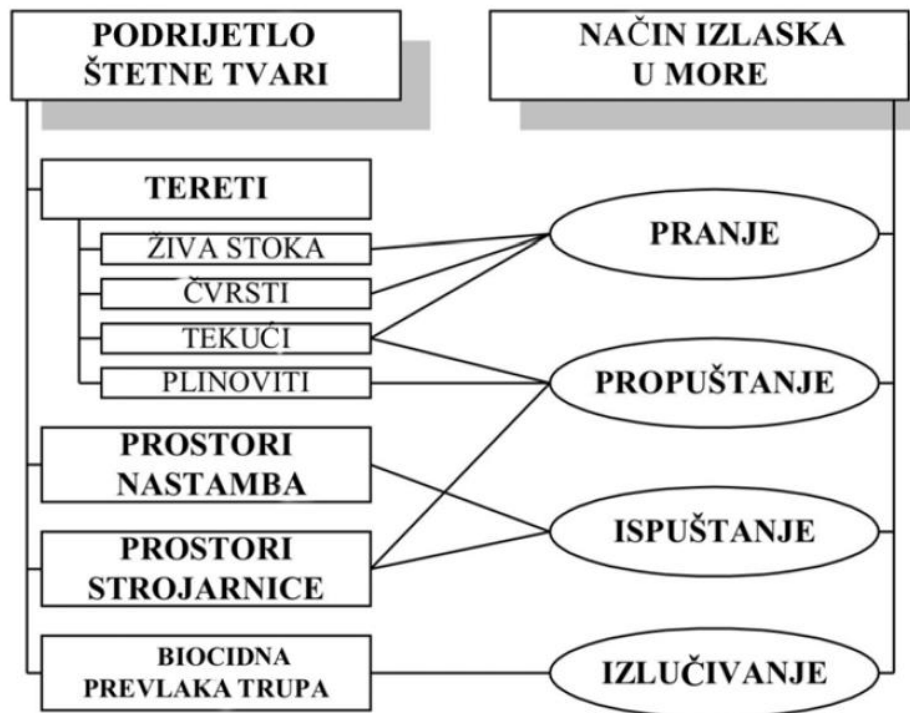 PODRIJETLO
ŠTETNE TVARI
NAČIN IZLASKA
U MORE
TERETI
ŽIVA STOKA
ČVRSTI
TEKUĆI
PLINOVITI
PROSTORI
NASTAMBA
PROSTORI
STROJARNICE
BIOCIDNA
PREVLAKA TRUPA
PRANJE
PROPUŠTANJE
ISPUŠTANJE
IZLUČIVANJE